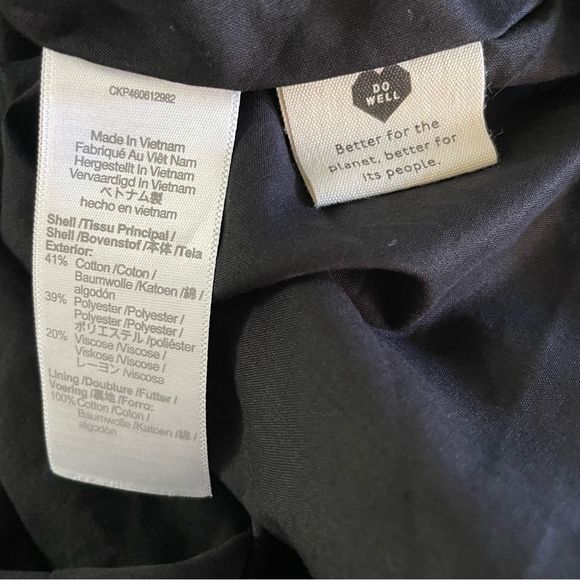 CKP460612982
Made In Vietnam
Fabriqué Au Viêt Nam
Hergestellt In Vietnam
Vervaardigd In Vietnam
ベトナム製
hecho en vietnam
Shell /Tissu Principal /
Shell /Bovenstof /本体 /Tela
Exterior:
41% Cotton /Coton /
Baumwolle /Katoen /綿 /
algodón
39% Polyester /Polyester /
Polyester /Polyester /
ポリエステル /poliéster
20% Viscose /Viscose /
Viskose /Viscose /
レーヨン /viscosa
Lining /Doublure /Futter /
Voering /裏地 /Forro:
100% Cotton /Coton /
Baumwolle /Katoen /綿 /
algodón
DO
WELL
Better for the
planet, better for
its people.